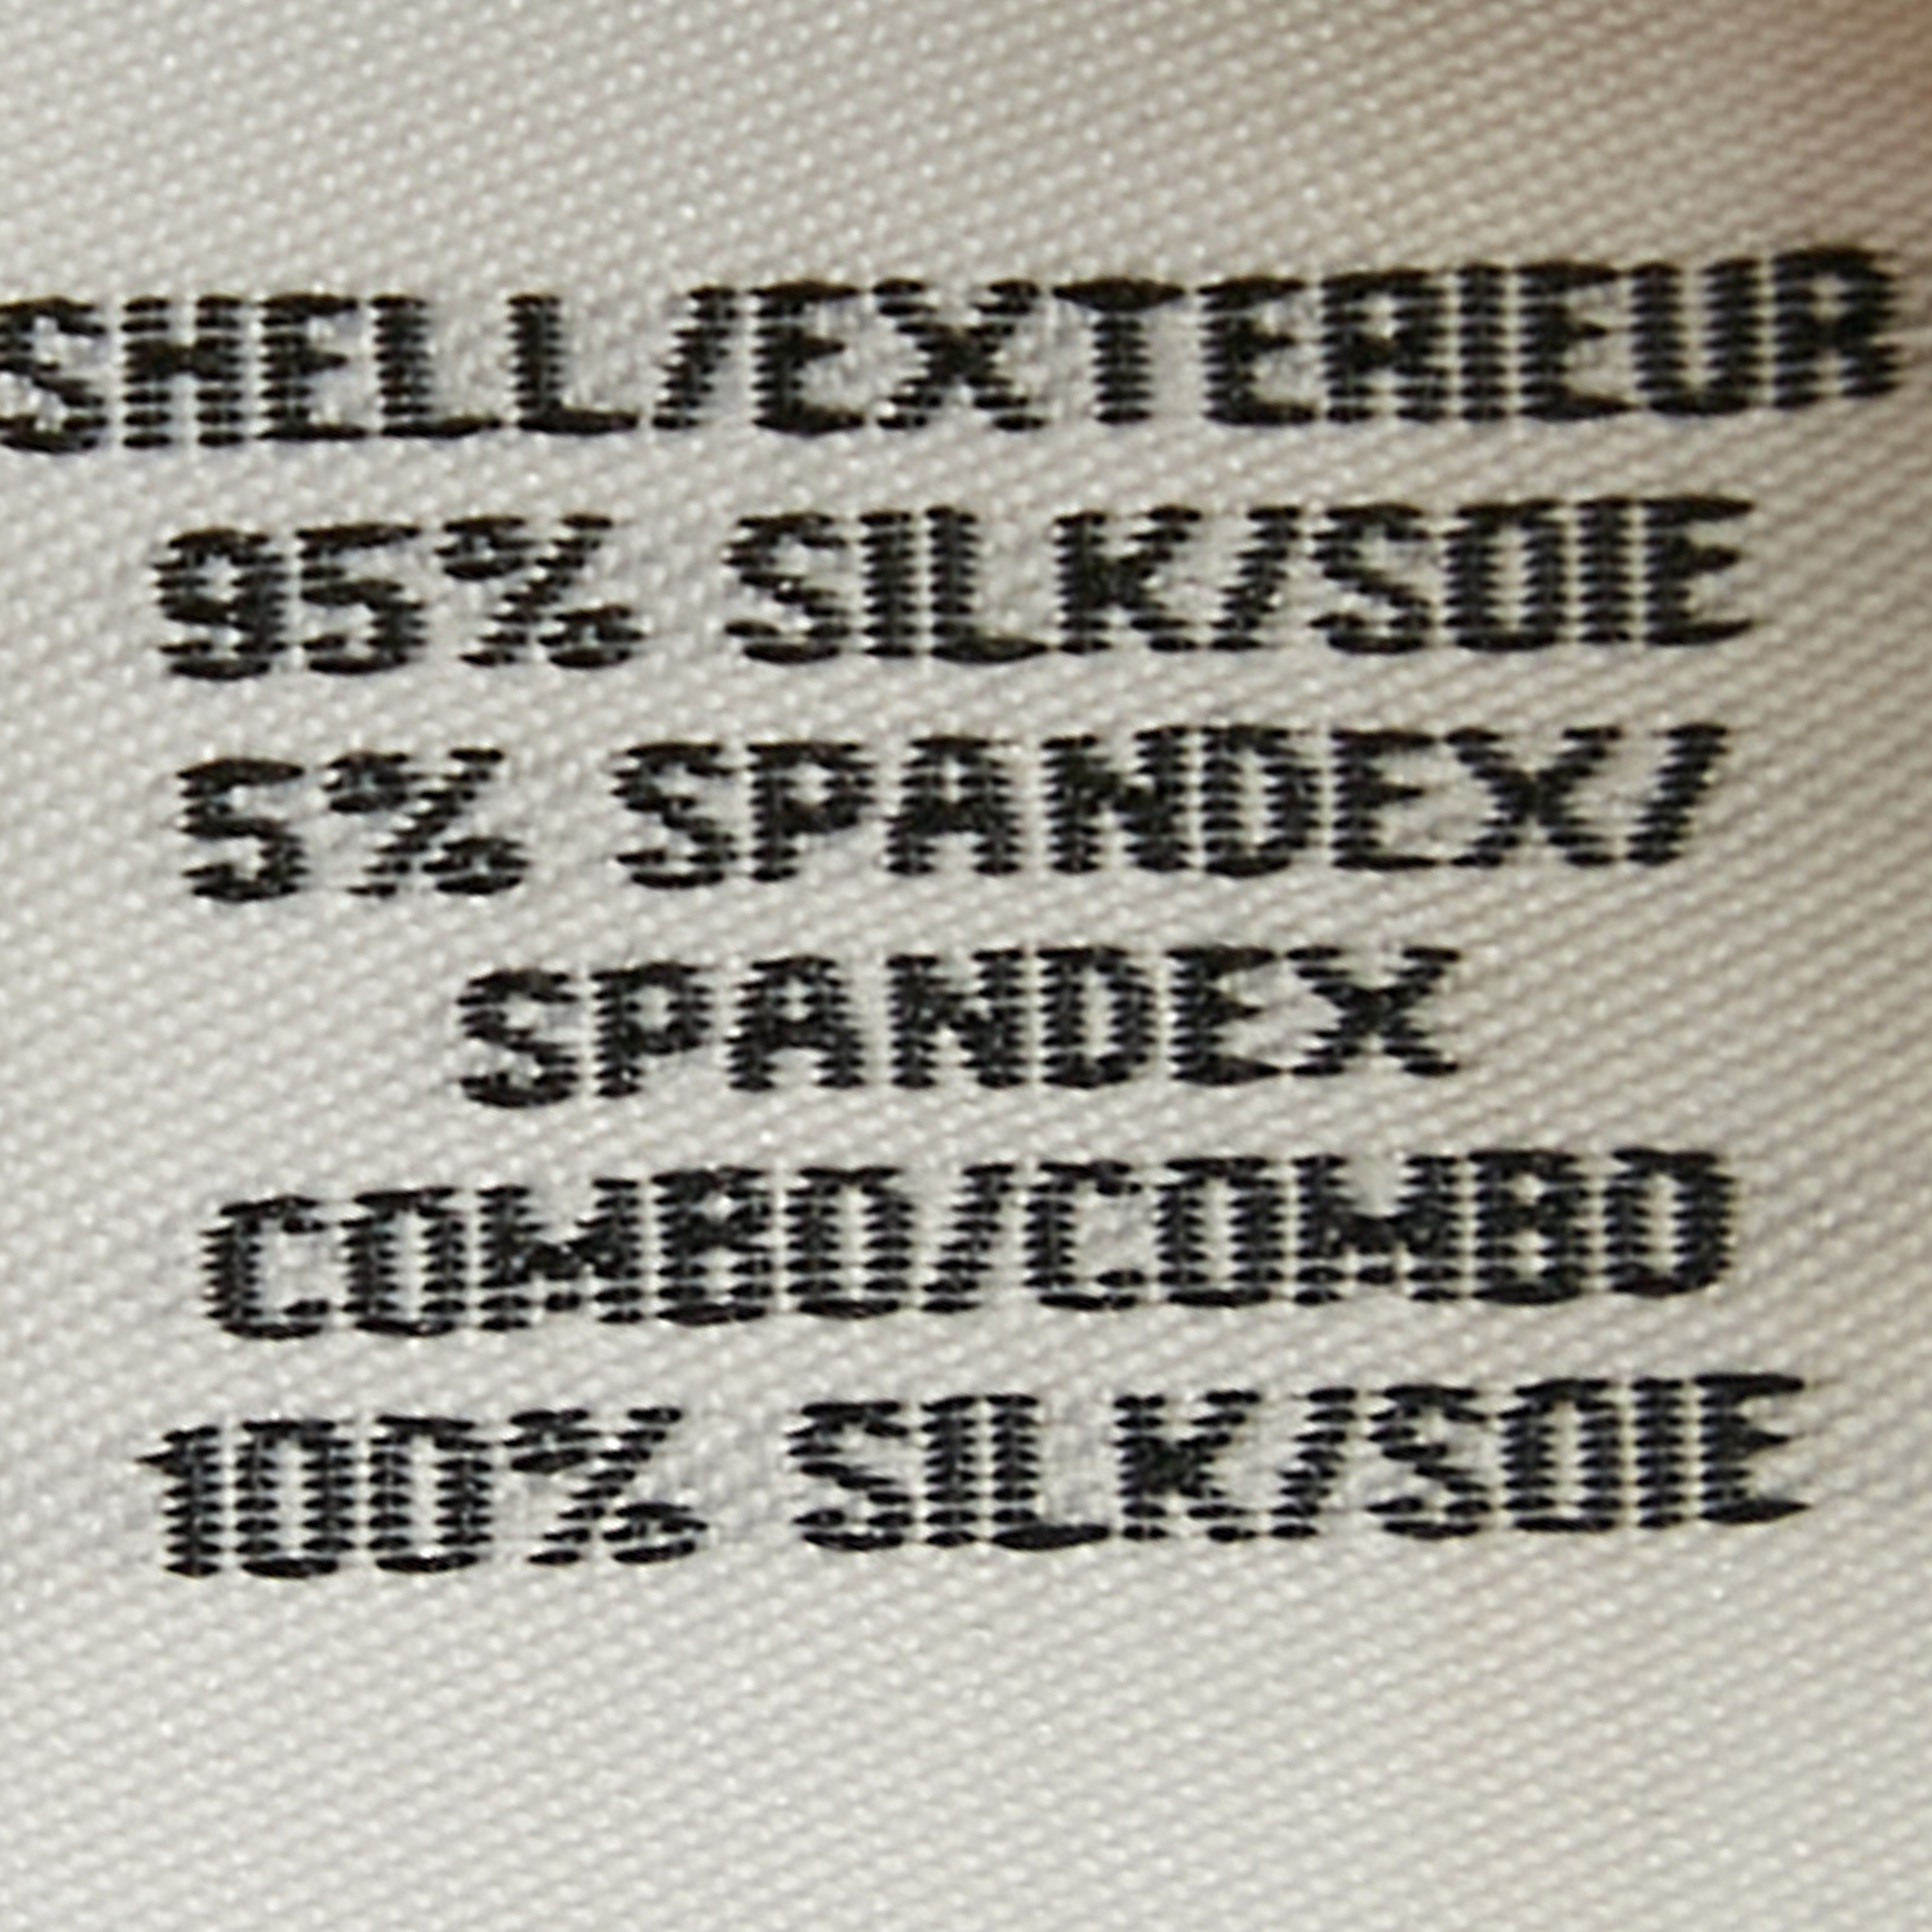 SHELL/EXTERIEUR
95% SILK/SOIE
5% SPANDEX/
SPANDEX
COMBO/COMBO
100% SILK/SOIE